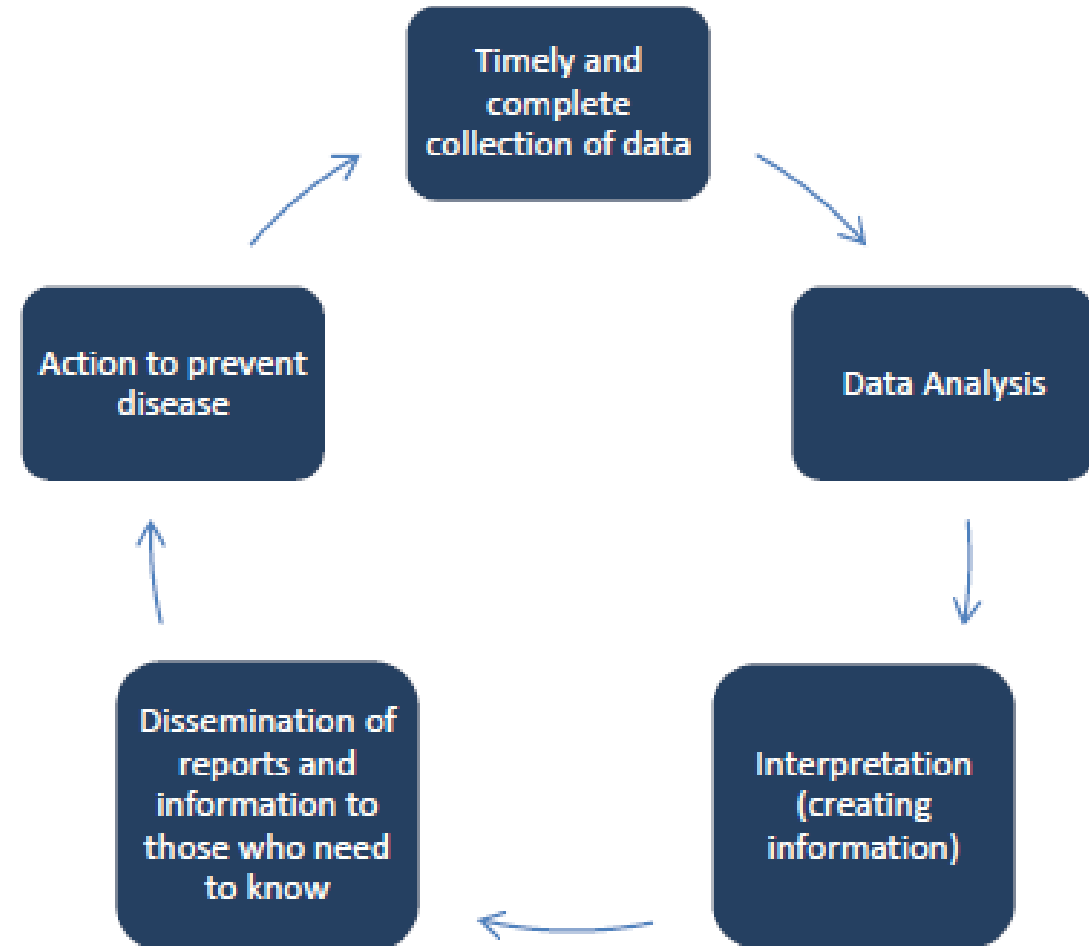 Timely and
complete
collection of data
Data Analysis
Interpretation
(creating
information)
Dissemination of
reports and
information to
those who need
to know
Action to prevent
disease